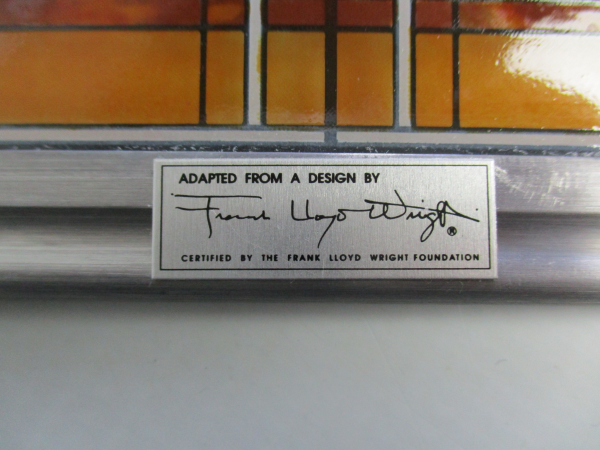 ADAPTED FROM A DESIGN BY
Frank Lloyd Wright ®
CERTIFIED BY THE FRANK LLOYD WRIGHT FOUNDATION